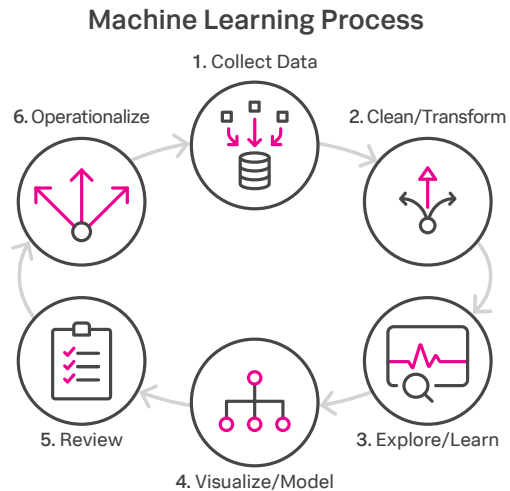 Machine Learning Process
1. Collect Data
6. Operationalize
2. Clean/Transform
5. Review
3. Explore/Learn
4. Visualize/Model